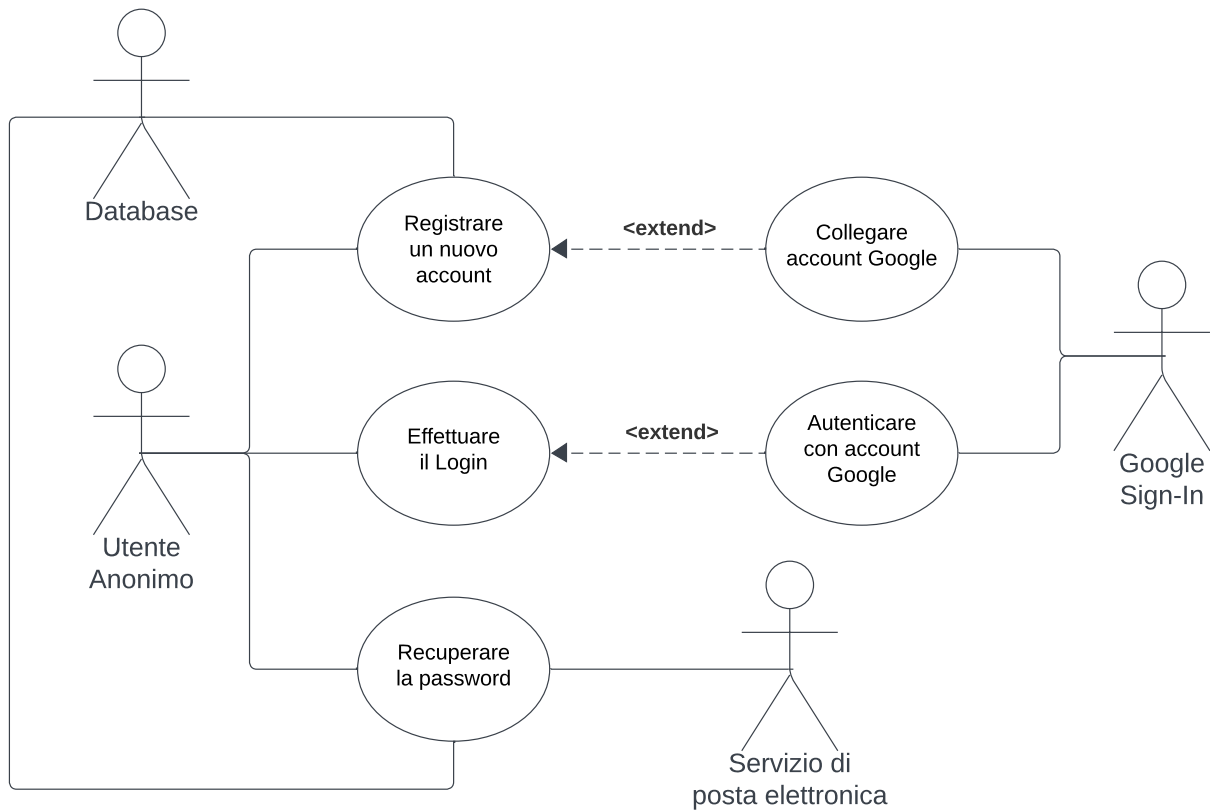 Database
Registrare
un nuovo
account
<extend>
Collegare
account Google
Effettuare
il Login
<extend>
Autenticare
con account
Google
Google
Sign-In
Utente
Anonimo
Recuperare
la password
Servizio di
posta elettronica